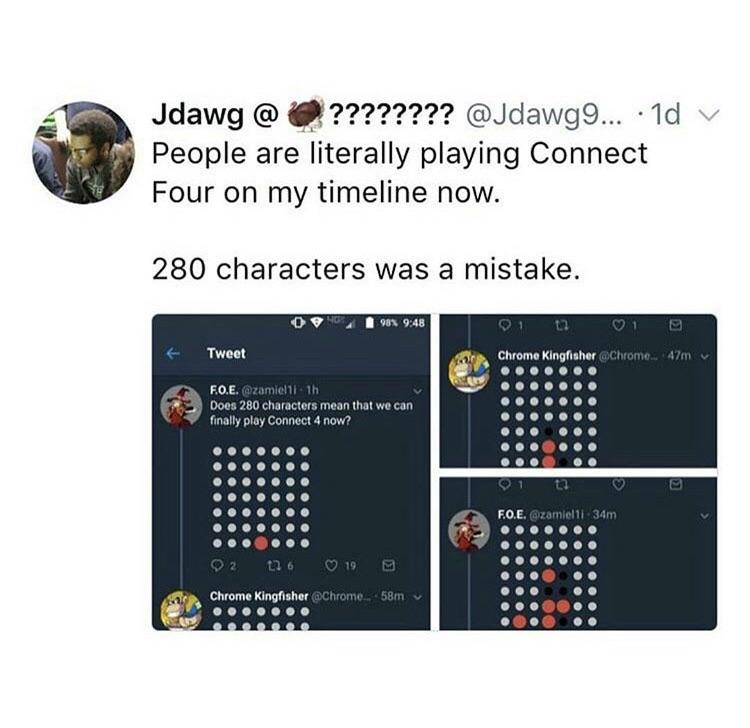 Jdawg @ 🦃???????? @Jdawg9... · 1d
People are literally playing Connect
Four on my timeline now.
280 characters was a mistake.
4G 98% 9:48
Tweet
F.O.E. @zamiel1i · 1h
Does 280 characters mean that we can
finally play Connect 4 now?
2 6 19
Chrome Kingfisher @Chrome... · 58m
1 1
Chrome Kingfisher @Chrome... · 47m
1
F.O.E. @zamiel1i · 34m